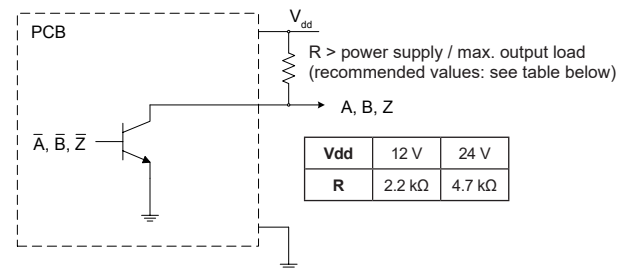 PCB
Vdd
R > power supply / max. output load
(recommended values: see table below)
A, B, Z
A̅, B̅, Z̅
Vdd 12 V 24 V
R 2.2 kΩ 4.7 kΩ